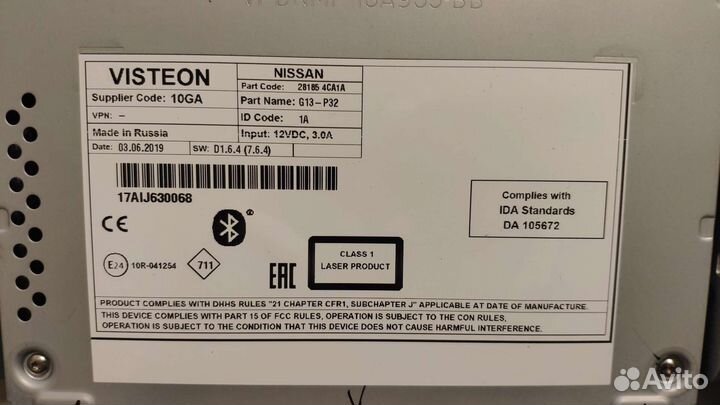 VISTEON
NISSAN
Part Code: 28185 4CA1A
Supplier Code: 10GA
Part Name: G13-P32
VPN: -
ID Code: 1A
Made in Russia
Input: 12VDC, 3.0A
Date: 03.06.2019
SW: D1.6.4 (7.6.4)
17AIJ630068
Complies with
IDA Standards
DA 105672
CE
E24
10R-041254
711
EAC
CLASS 1
LASER PRODUCT
PRODUCT COMPLIES WITH DHHS RULES "21 CHAPTER CFR1, SUBCHAPTER J" APPLICABLE AT DATE OF MANUFACTURE.
THIS DEVICE COMPLIES WITH PART 15 OF FCC RULES, OPERATION IS SUBJECT TO THE CON RULES.
OPERATION IS SUBJECT TO THE CONDITION THAT THIS DEVICE DOES NOT CAUSE HARMFUL INTERFERENCE.
Avito